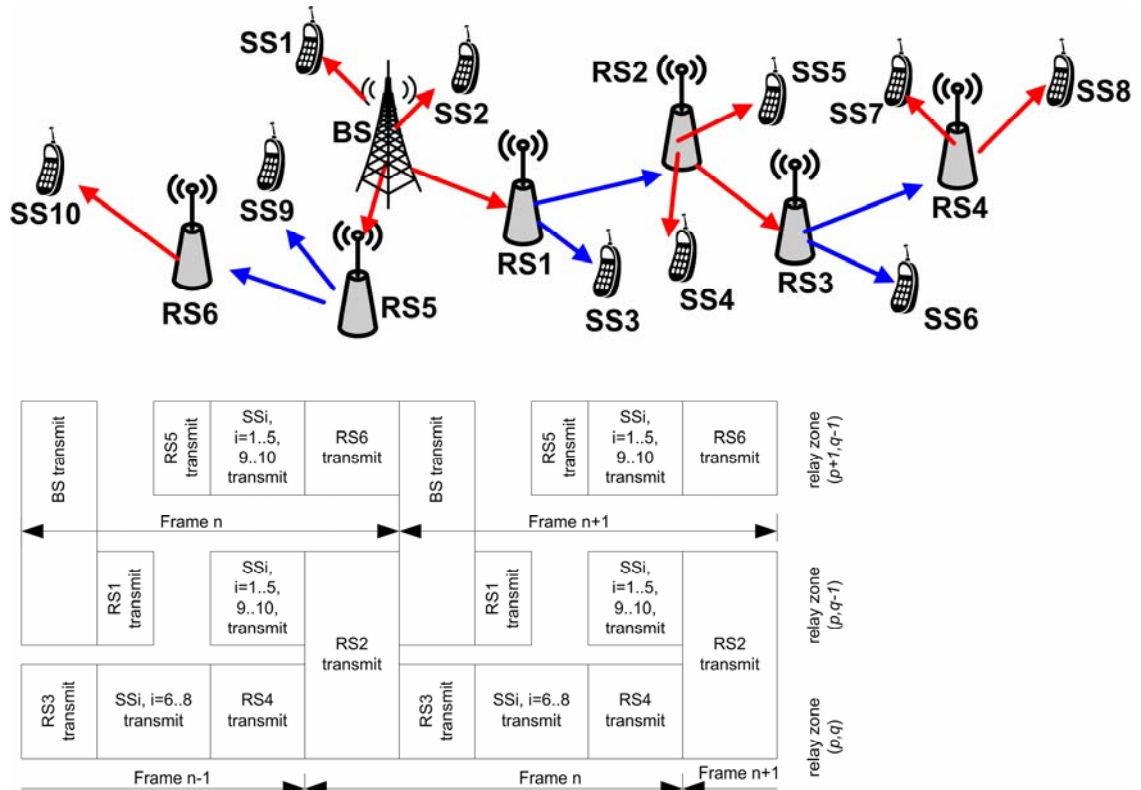 SS1
SS2
BS
RS2
SS5
SS7
SS8
SS10
SS9
RS4
RS6
RS5
RS1
SS3
SS4
RS3
SS6
BS transmit
RS5
transmit
SSi,
i=1..5,
9..10
transmit
RS6
transmit
BS transmit
RS5
transmit
SSi,
i=1..5,
9..10
transmit
RS6
transmit
relay zone
(p+1,q-1)
Frame n
Frame n+1
RS1
transmit
SSi,
i=1..5,
9..10,
transmit
RS2
transmit
RS1
transmit
SSi,
i=1..5,
9..10,
transmit
RS2
transmit
relay zone
(p,q-1)
RS3
transmit
SSi, i=6..8
transmit
RS4
transmit
RS3
transmit
SSi, i=6..8
transmit
RS4
transmit
relay zone
(p,q)
Frame n-1
Frame n
Frame n+1